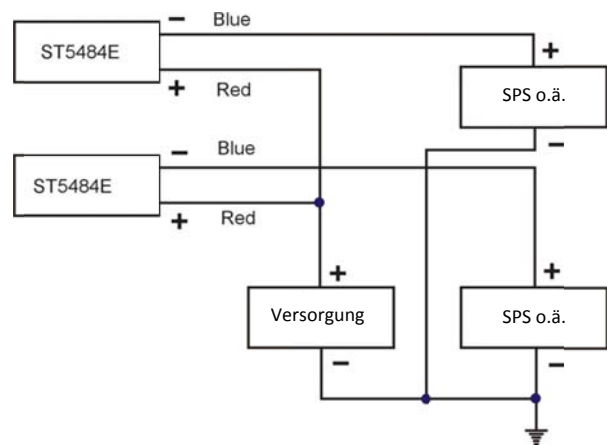 − Blue
ST5484E
+ Red
+
SPS o.ä.
−
− Blue
ST5484E
+ Red
+
Versorgung
−
+
SPS o.ä.
−